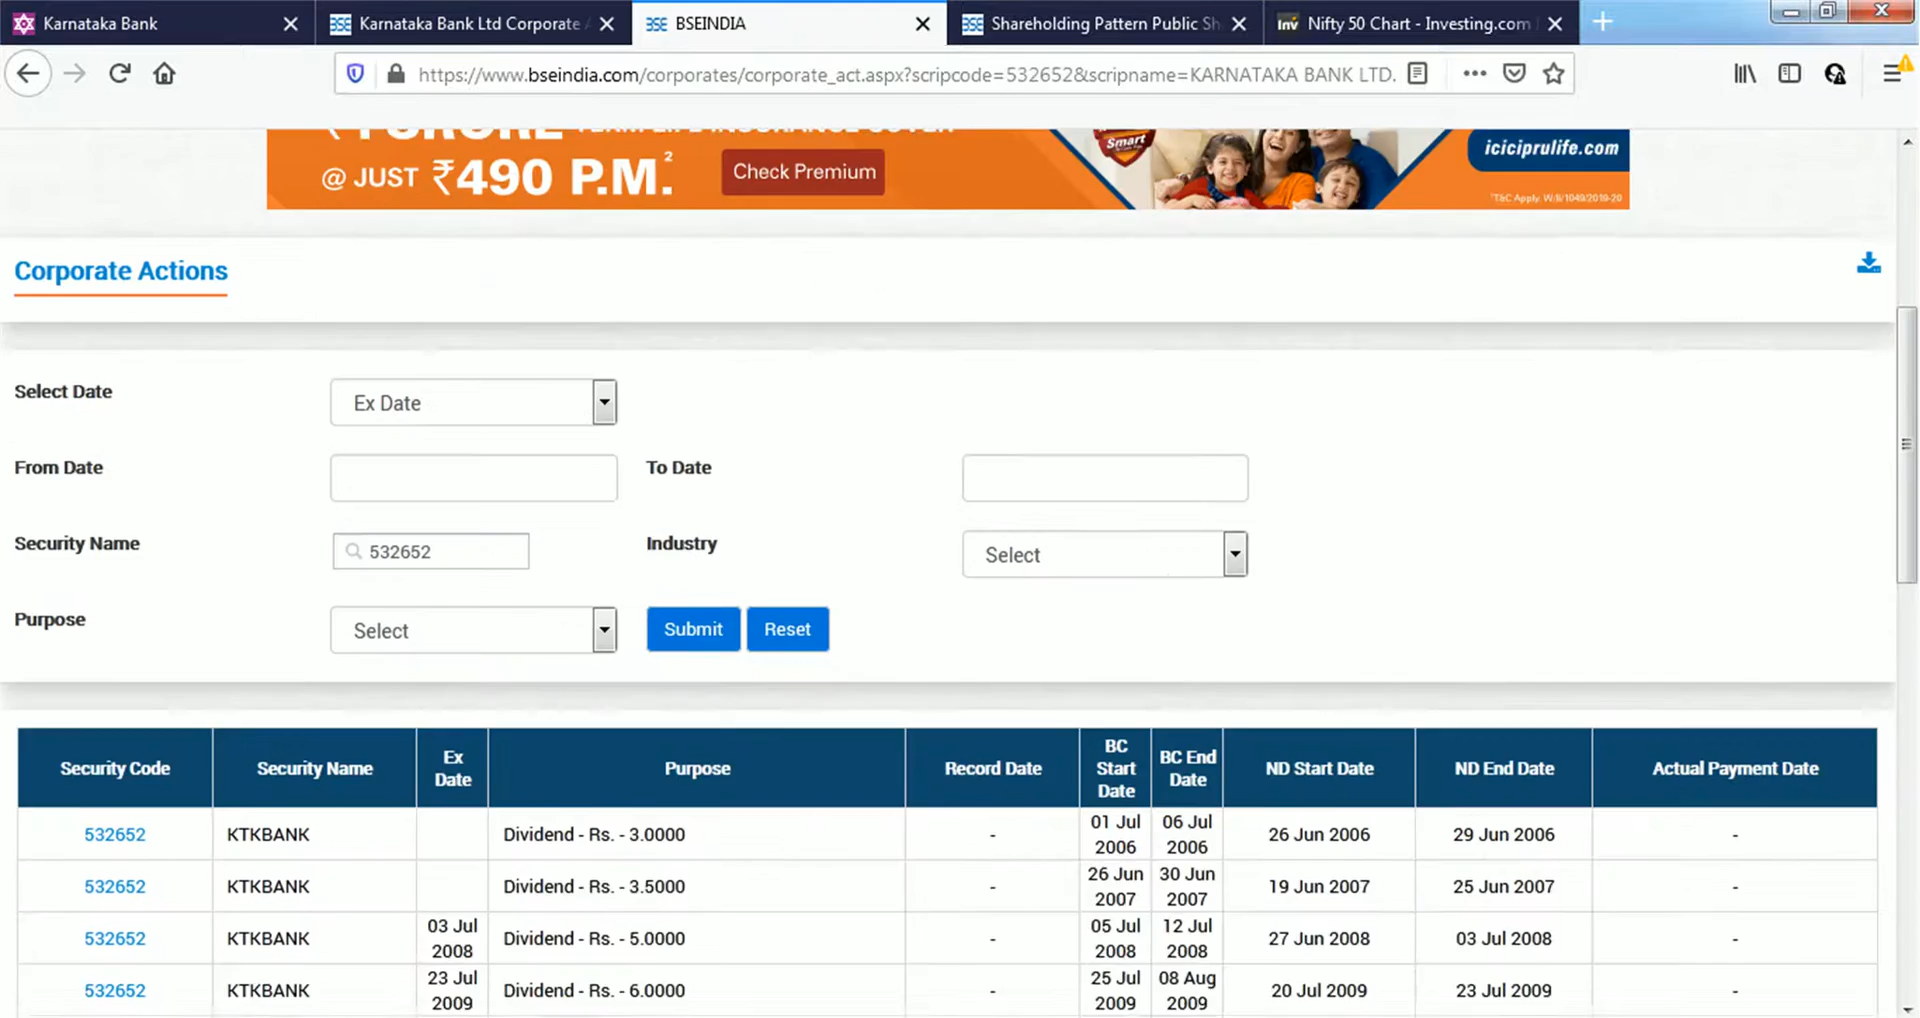 Karnataka Bank
Karnataka Bank Ltd Corporate
BSEINDIA
Shareholding Pattern Public Sh
Nifty 50 Chart - Investing.com
https://www.bseindia.com/corporates/corporate_act.aspx?scripcode=532652&scripname=KARNATAKA BANK LTD.
@ JUST ₹490 P.M.²
Check Premium
Smart
iciciprulife.com
Corporate Actions
Select Date
Ex Date
From Date
To Date
Security Name
532652
Industry
Select
Purpose
Select
Submit
Reset
Security Code Security Name Ex Date Purpose Record Date BC Start Date BC End Date ND Start Date ND End Date Actual Payment Date
532652 KTKBANK Dividend - Rs. - 3.0000 - 01 Jul 2006 06 Jul 2006 26 Jun 2006 29 Jun 2006 -
532652 KTKBANK Dividend - Rs. - 3.5000 - 26 Jun 2007 30 Jun 2007 19 Jun 2007 25 Jun 2007 -
532652 KTKBANK 03 Jul 2008 Dividend - Rs. - 5.0000 - 05 Jul 2008 12 Jul 2008 27 Jun 2008 03 Jul 2008 -
532652 KTKBANK 23 Jul 2009 Dividend - Rs. - 6.0000 - 25 Jul 2009 08 Aug 2009 20 Jul 2009 23 Jul 2009 -